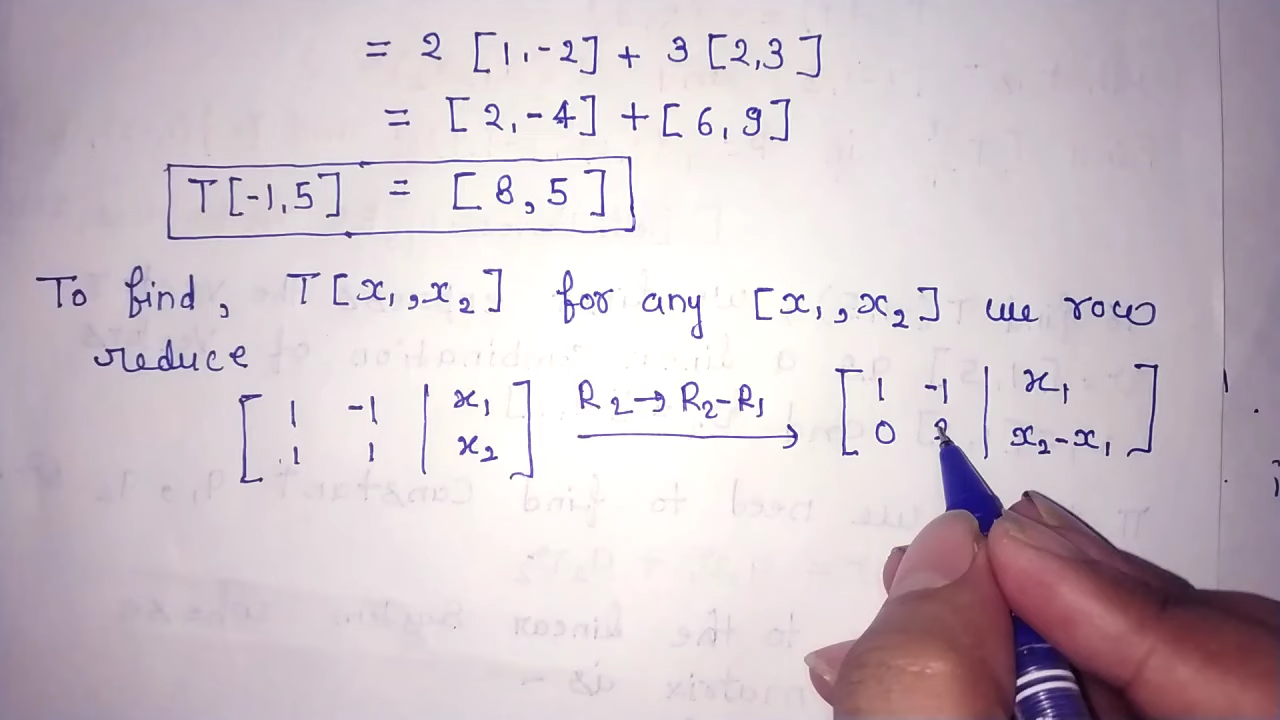 = 2 [1,-2] + 3 [2,3]
= [2,-4] + [6,9]
T[-1,5] = [8,5]
To find, T[x₁,x₂] for any [x₁,x₂] we row
reduce
[1 -1 | x₁] R₂→R₂-R₁ [1 -1 | x₁]
[1 1 | x₂] [0 2 | x₂-x₁]